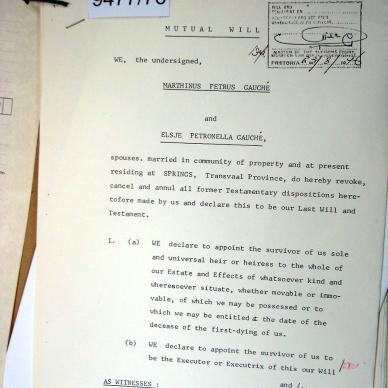 9477/76
MUTUAL WILL
WILL AND
PRETORIA
WE, the undersigned,
MARTHINUS PETRUS GAUCHÉ
and
ELSJE PETRONELLA GAUCHÉ,
spouses. married in community of property and at present
residing at SPRINGS, Transvaal Province, do hereby revoke,
cancel and annul all former Testamentary dispositions here-
tofore made by us and declare this to be our Last Will and
Testament.
1. (a) WE declare to appoint the survivor of us sole
and universal heir or heiress to the whole of
our Estate and Effects of whatsoever kind and
wheresoever situate, whether movable or immo-
vable, of which we may be possessed or to
which we may be entitled at the date of the
decease of the first-dying of us.
(b) WE declare to appoint the survivor of us to
be the Executor or Executrix of this our Will
AS WITNESSES :
and /.